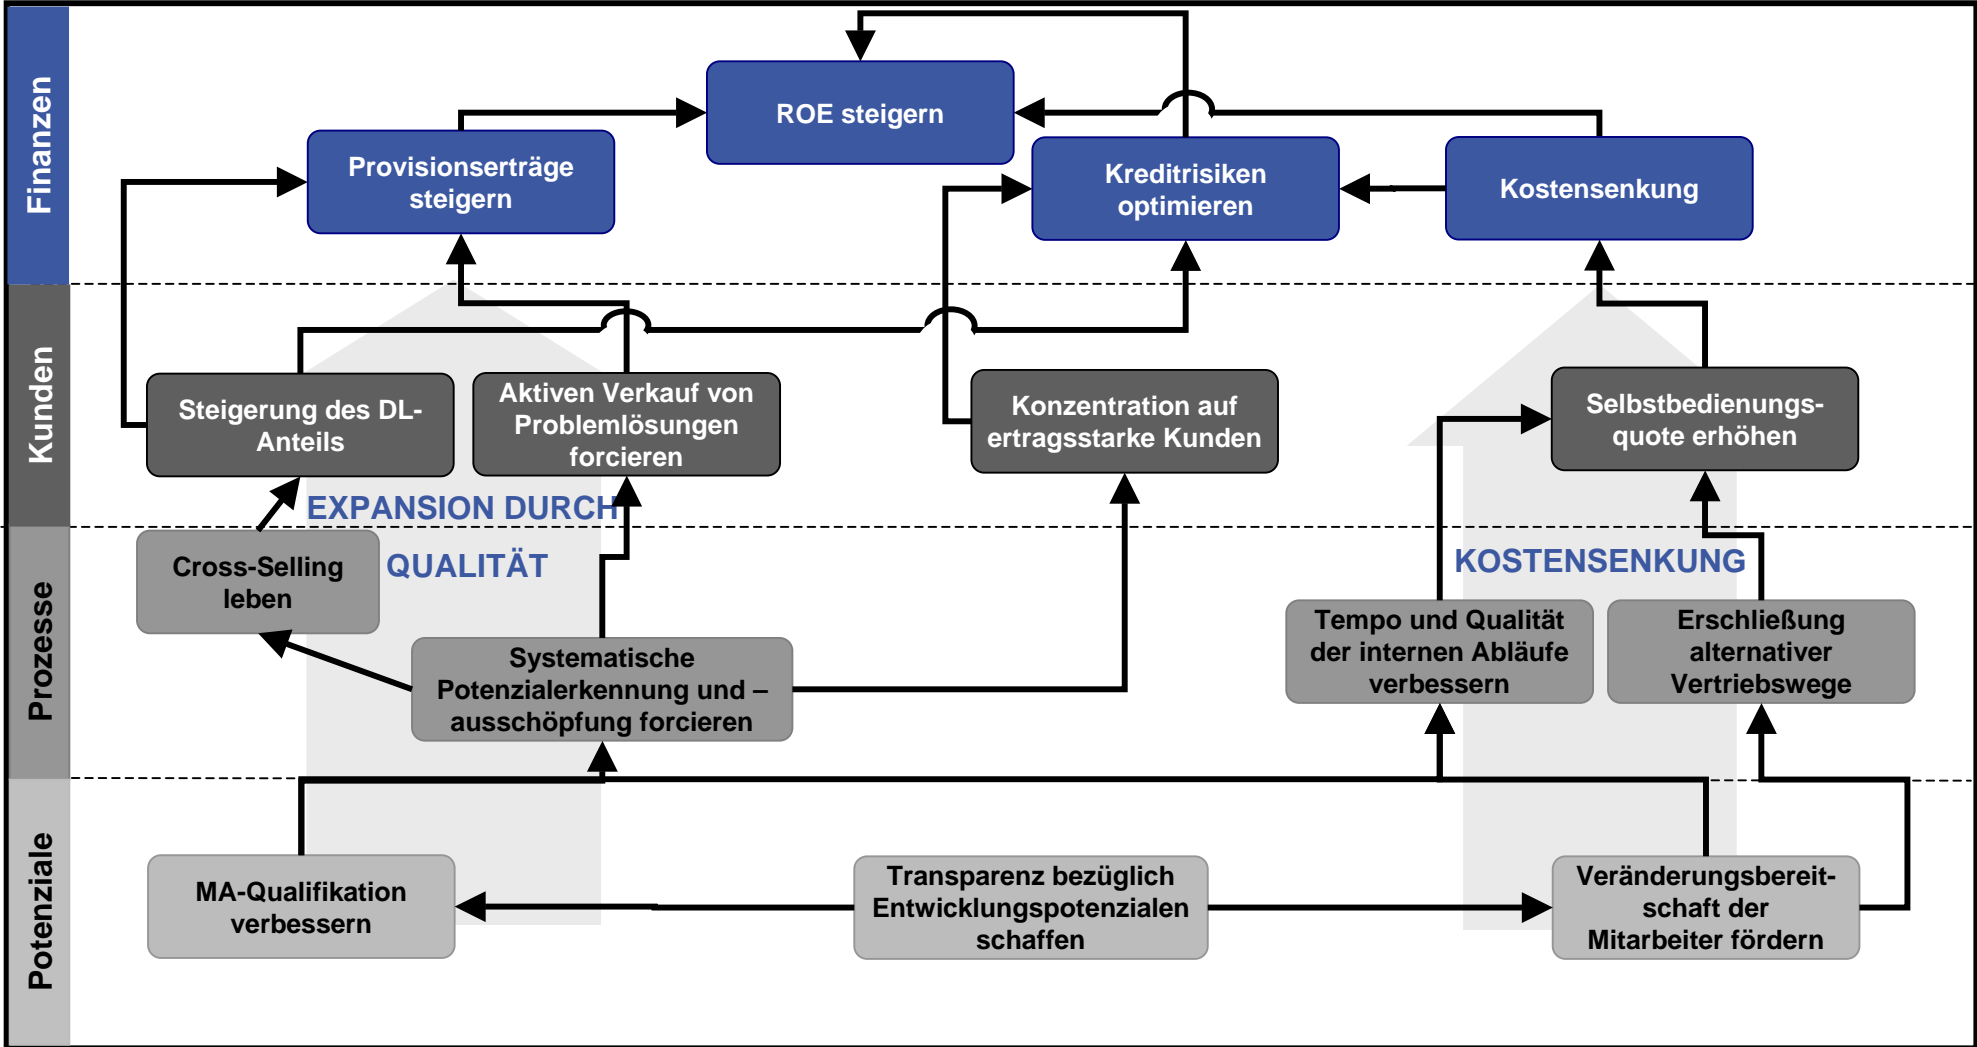 Finanzen
ROE steigern
Provisionserträge
steigern
Kreditrisiken
optimieren
Kostensenkung
Kunden
Steigerung des DL-
Anteils
Aktiven Verkauf von
Problemlösungen
forcieren
Konzentration auf
ertragsstarke Kunden
Selbstbedienungs-
quote erhöhen
EXPANSION DURCH
QUALITÄT
KOSTENSENKUNG
Prozesse
Cross-Selling
leben
Systematische
Potenzialerkennung und –
ausschöpfung forcieren
Tempo und Qualität
der internen Abläufe
verbessern
Erschließung
alternativer
Vertriebswege
Potenziale
MA-Qualifikation
verbessern
Transparenz bezüglich
Entwicklungspotenzialen
schaffen
Veränderungsbereit-
schaft der
Mitarbeiter fördern